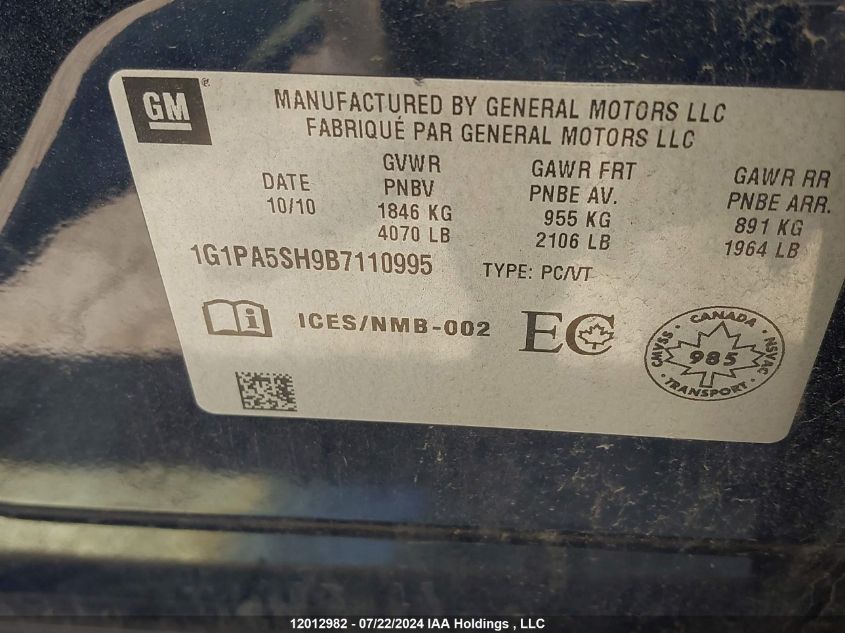 GM ®
MANUFACTURED BY GENERAL MOTORS LLC
FABRIQUÉ PAR GENERAL MOTORS LLC
DATE
10/10
GVWR
PNBV
1846 KG
4070 LB
GAWR FRT
PNBE AV.
955 KG
2106 LB
GAWR RR
PNBE ARR.
891 KG
1964 LB
1G1PA5SH9B7110995 TYPE: PC/VT
i ICES/NMB-002 EC
CANADA
CMVSS 985 NSVAC
TRANSPORT
12012982 - 07/22/2024 IAA Holdings , LLC